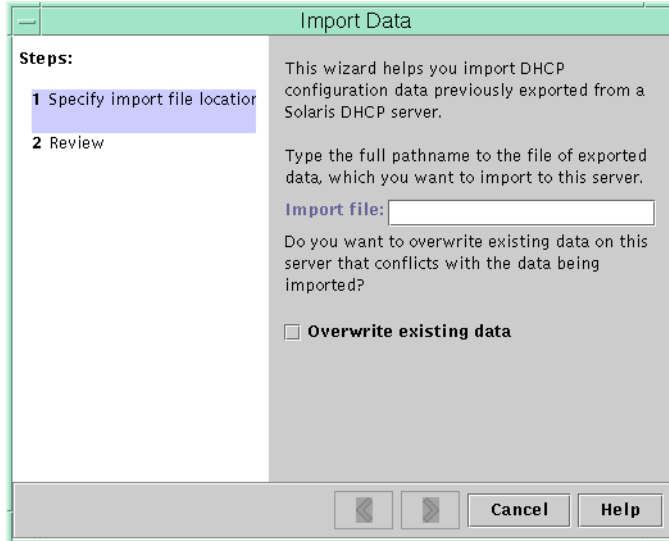 Import Data
Steps:
1 Specify import file location
2 Review
This wizard helps you import DHCP
configuration data previously exported from a
Solaris DHCP server.
Type the full pathname to the file of exported
data, which you want to import to this server.
Import file:
Do you want to overwrite existing data on this
server that conflicts with the data being
imported?
Overwrite existing data
Cancel
Help